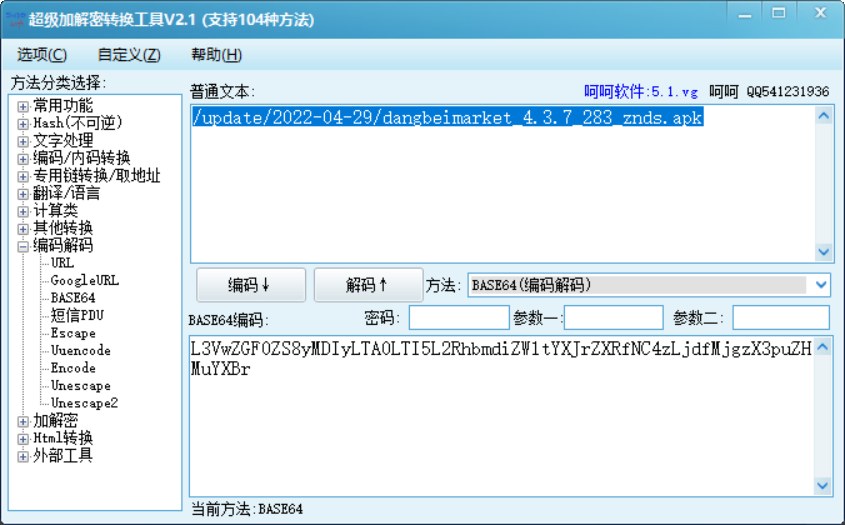 超级加解密转换工具V2.1 (支持104种方法)
选项(C) 自定义(Z) 帮助(H)
方法分类选择:
常用功能
Hash(不可逆)
文字处理
编码/内码转换
专用链转换/取地址
翻译/语言
计算类
其他转换
编码解码
URL
GoogleURL
BASE64
短信PDU
Escape
Uuencode
Encode
Unescape
Unescape2
加解密
Html转换
外部工具
普通文本: 呵呵软件:5.1.vg 呵呵 QQ541231936
/update/2022-04-29/dangbeimarket_4.3.7_283_znds.apk
编码↓ 解码↑ 方法: BASE64(编码解码)
BASE64编码: 密码: 参数一: 参数二:
L3VwZGF0ZS8yMDIyLTA0LTI5L2RhbmdiZWltYXJrZXRfNC4zLjdfMjgzX3puZH
MuYXBr
当前方法:BASE64